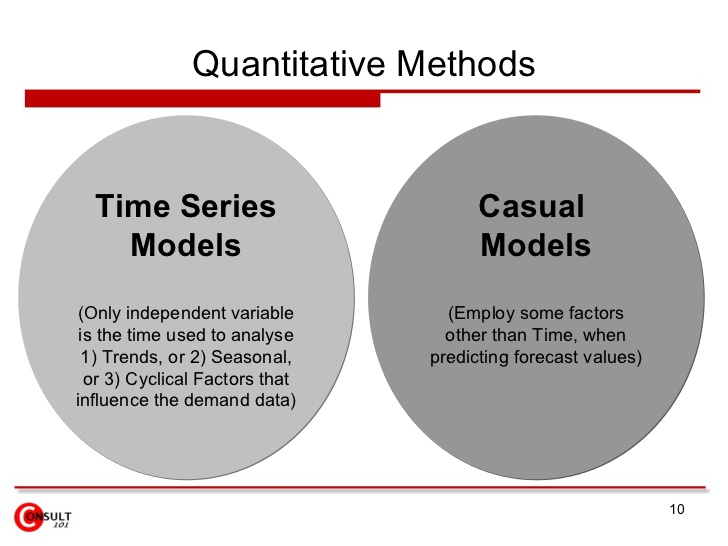 Quantitative Methods
Time Series
Models
(Only independent variable
is the time used to analyse
1) Trends, or 2) Seasonal,
or 3) Cyclical Factors that
influence the demand data)
Casual
Models
(Employ some factors
other than Time, when
predicting forecast values)
10
CONSULT
101